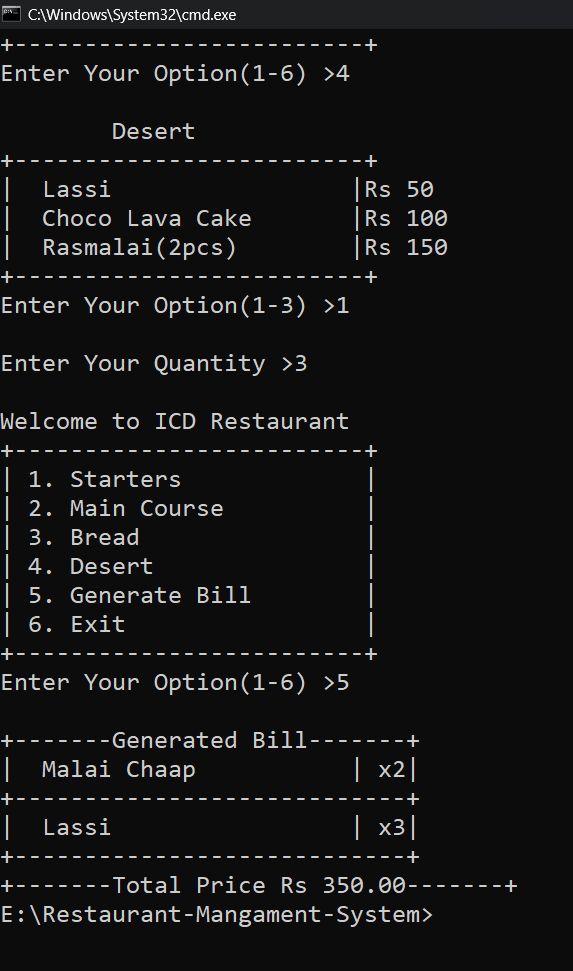 C:\Windows\System32\cmd.exe
+-------------------------+
Enter Your Option(1-6) >4
Desert
+-------------------------+
|  Lassi                 |Rs 50
|  Choco Lava Cake       |Rs 100
|  Rasmalai(2pcs)        |Rs 150
+-------------------------+
Enter Your Option(1-3) >1
Enter Your Quantity >3
Welcome to ICD Restaurant
+-------------------------+
| 1. Starters             |
| 2. Main Course          |
| 3. Bread                |
| 4. Desert               |
| 5. Generate Bill        |
| 6. Exit                 |
+-------------------------+
Enter Your Option(1-6) >5
+-------Generated Bill-------+
|  Malai Chaap           | x2|
+----------------------------+
|  Lassi                 | x3|
+----------------------------+
+-------Total Price Rs 350.00-------+
E:\Restaurant-Mangament-System>